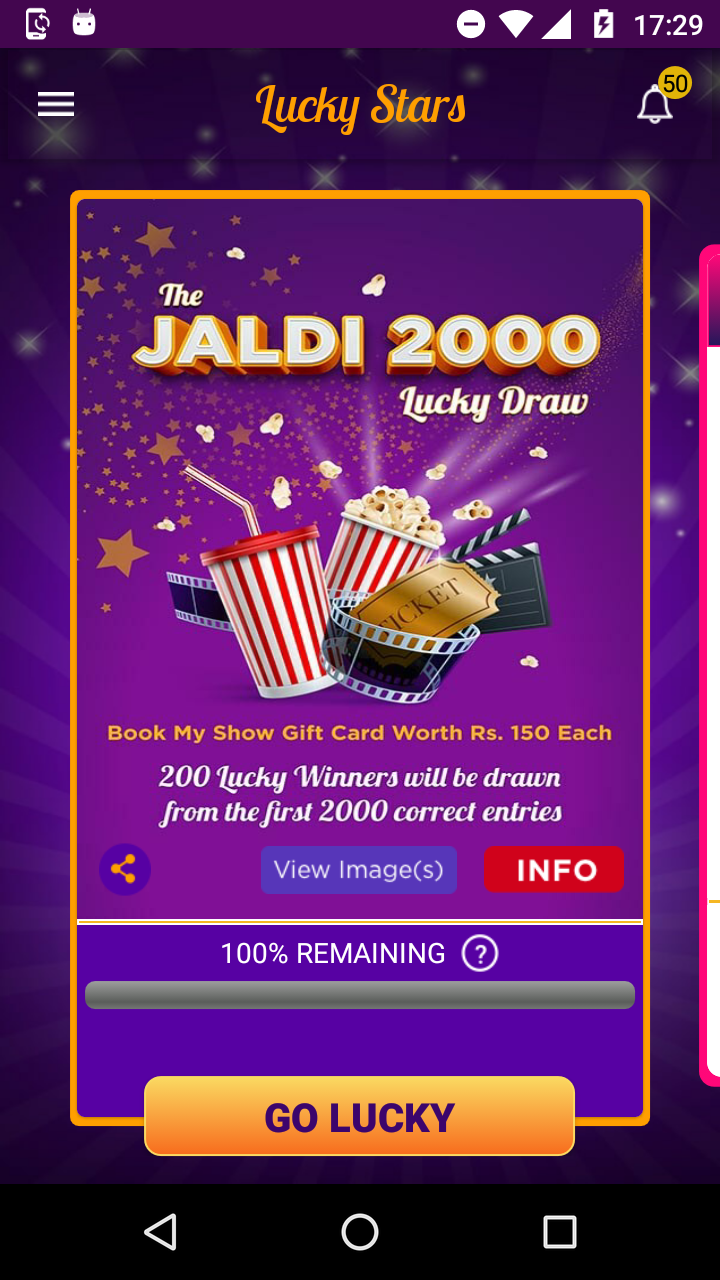 17:29
Lucky Stars
50
The
JALDI 2000
Lucky Draw
TICKET
Book My Show Gift Card Worth Rs. 150 Each
200 Lucky Winners will be drawn
from the first 2000 correct entries
View Image(s)
INFO
100% REMAINING ?
GO LUCKY